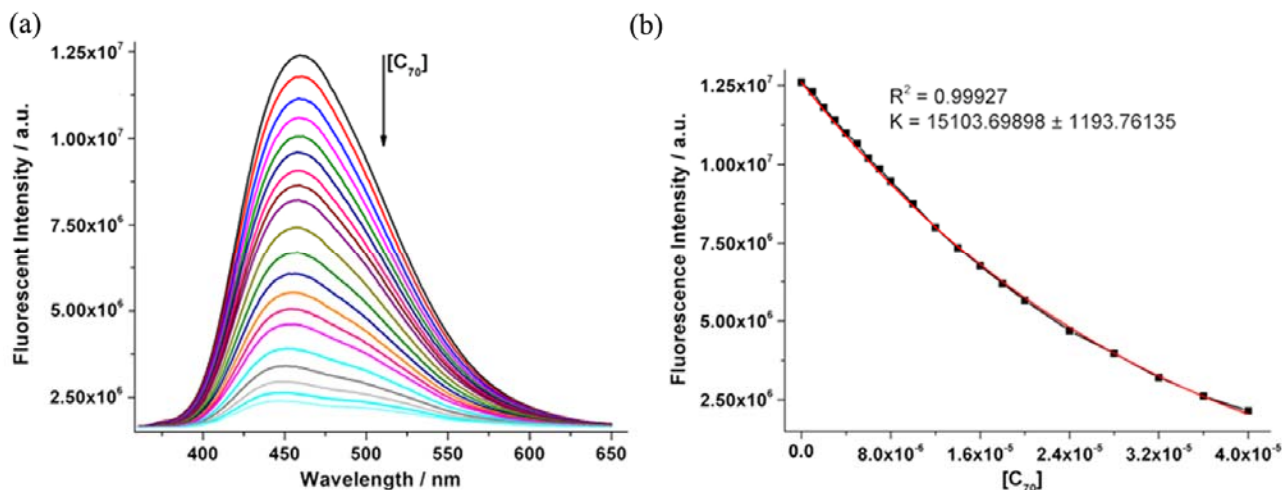 (a)
1.25x10⁷
1.00x10⁷
7.50x10⁶
5.00x10⁶
2.50x10⁶
Fluorescent Intensity / a.u.
[C₇₀]
400
450
500
550
600
650
Wavelength / nm
(b)
1.25x10⁷
1.00x10⁷
7.50x10⁶
5.00x10⁶
2.50x10⁶
Fluorescence Intensity / a.u.
R² = 0.99927
K = 15103.69898 ± 1193.76135
0.0
8.0x10⁻⁶
1.6x10⁻⁵
2.4x10⁻⁵
3.2x10⁻⁵
4.0x10⁻⁵
[C₇₀]